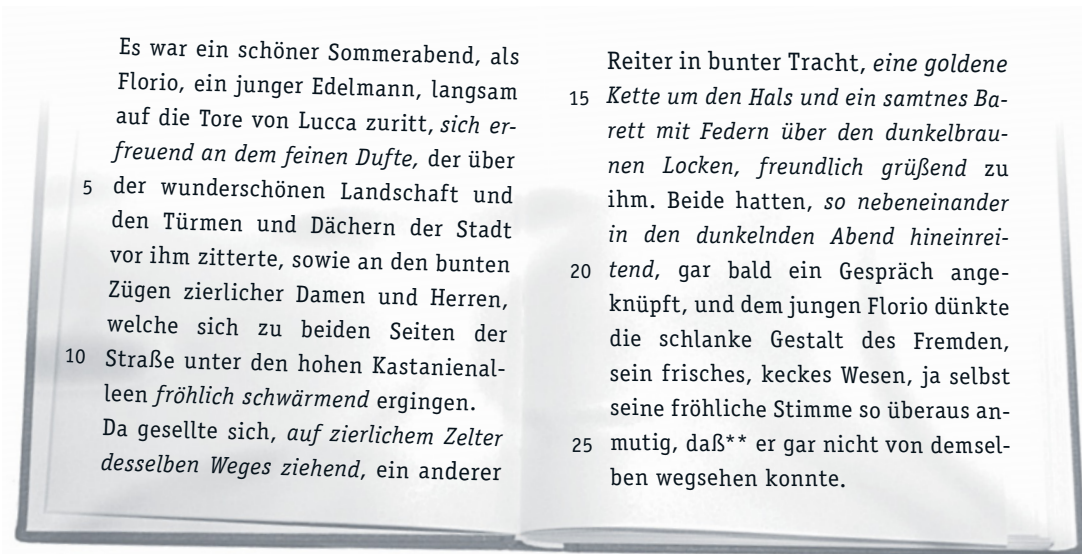 Es war ein schöner Sommerabend, als
Florio, ein junger Edelmann, langsam
auf die Tore von Lucca zuritt, sich er-
freuend an dem feinen Dufte, der über
5 der wunderschönen Landschaft und
den Türmen und Dächern der Stadt
vor ihm zitterte, sowie an den bunten
Zügen zierlicher Damen und Herren,
welche sich zu beiden Seiten der
10 Straße unter den hohen Kastanienal-
leen fröhlich schwärmend ergingen.
Da gesellte sich, auf zierlichem Zelter
desselben Weges ziehend, ein anderer
Reiter in bunter Tracht, eine goldene
15 Kette um den Hals und ein samtnes Ba-
rett mit Federn über den dunkelbrau-
nen Locken, freundlich grüßend zu
ihm. Beide hatten, so nebeneinander
in den dunkelnden Abend hineinrei-
20 tend, gar bald ein Gespräch ange-
knüpft, und dem jungen Florio dünkte
die schlanke Gestalt des Fremden,
sein frisches, keckes Wesen, ja selbst
seine fröhliche Stimme so überaus an-
25 mutig, daß** er gar nicht von demsel-
ben wegsehen konnte.